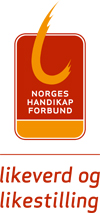 NORGES
HANDIKAP
FORBUND
likeverd og
likestilling